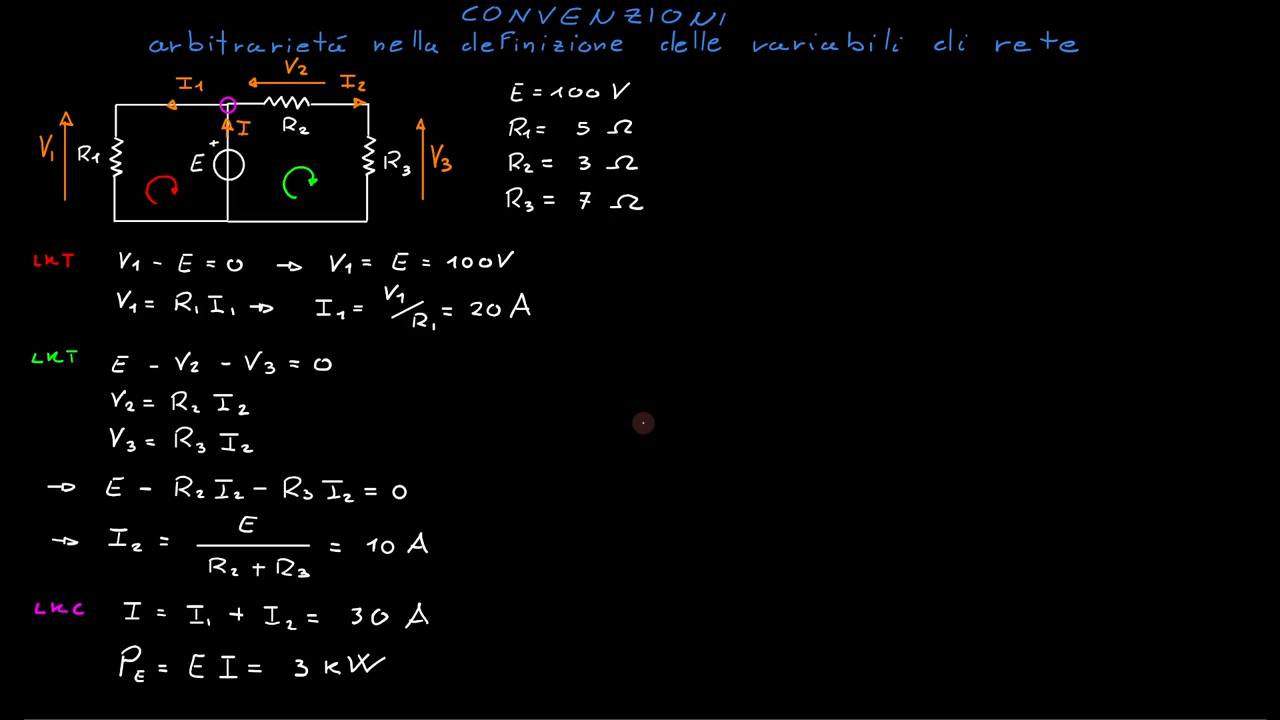 CONVENZIONI
arbitrarietá nella definizione delle variabili di rete
V2
I1
I2
I
R2
V1
R1
+
E
R3
V3
E = 100 V
R1 = 5 Ω
R2 = 3 Ω
R3 = 7 Ω
LKT V1 - E = 0 → V1 = E = 100V
V1 = R1 I1 → I1 = V1/R1 = 20 A
LKT E - V2 - V3 = 0
V2 = R2 I2
V3 = R3 I2
→ E - R2 I2 - R3 I2 = 0
→ I2 = E / R2 + R3 = 10 A
LKC I = I1 + I2 = 30 A
PE = E I = 3 kW